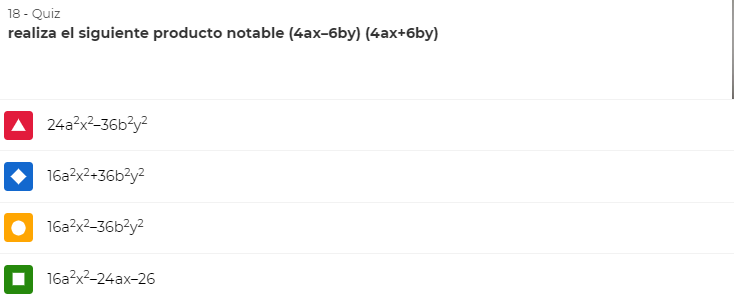 18 - Quiz
realiza el siguiente producto notable (4ax–6by) (4ax+6by)
24a²x²–36b²y²
16a²x²+36b²y²
16a²x²–36b²y²
16a²x²–24ax–26